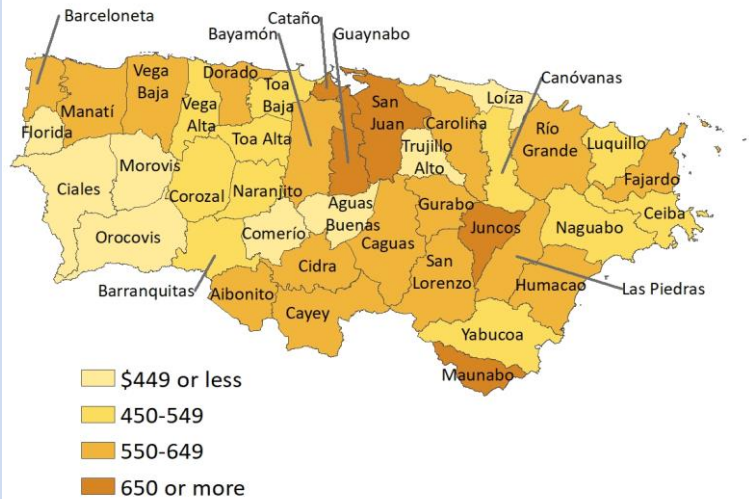 Barceloneta
Cataño
Bayamón
Guaynabo
Canóvanas
Vega
Baja
Dorado
Toa
Baja
Manatí
Vega
Alta
San
Juan
Loíza
Florida
Toa Alta
Carolina
Río
Grande
Luquillo
Trujillo
Alto
Morovis
Fajardo
Ciales
Corozal
Naranjito
Aguas
Buenas
Gurabo
Juncos
Naguabo
Ceiba
Orocovis
Comerío
Caguas
Cidra
San
Lorenzo
Humacao
Las Piedras
Barranquitas
Aibonito
Cayey
Yabucoa
Maunabo
$449 or less
450-549
550-649
650 or more